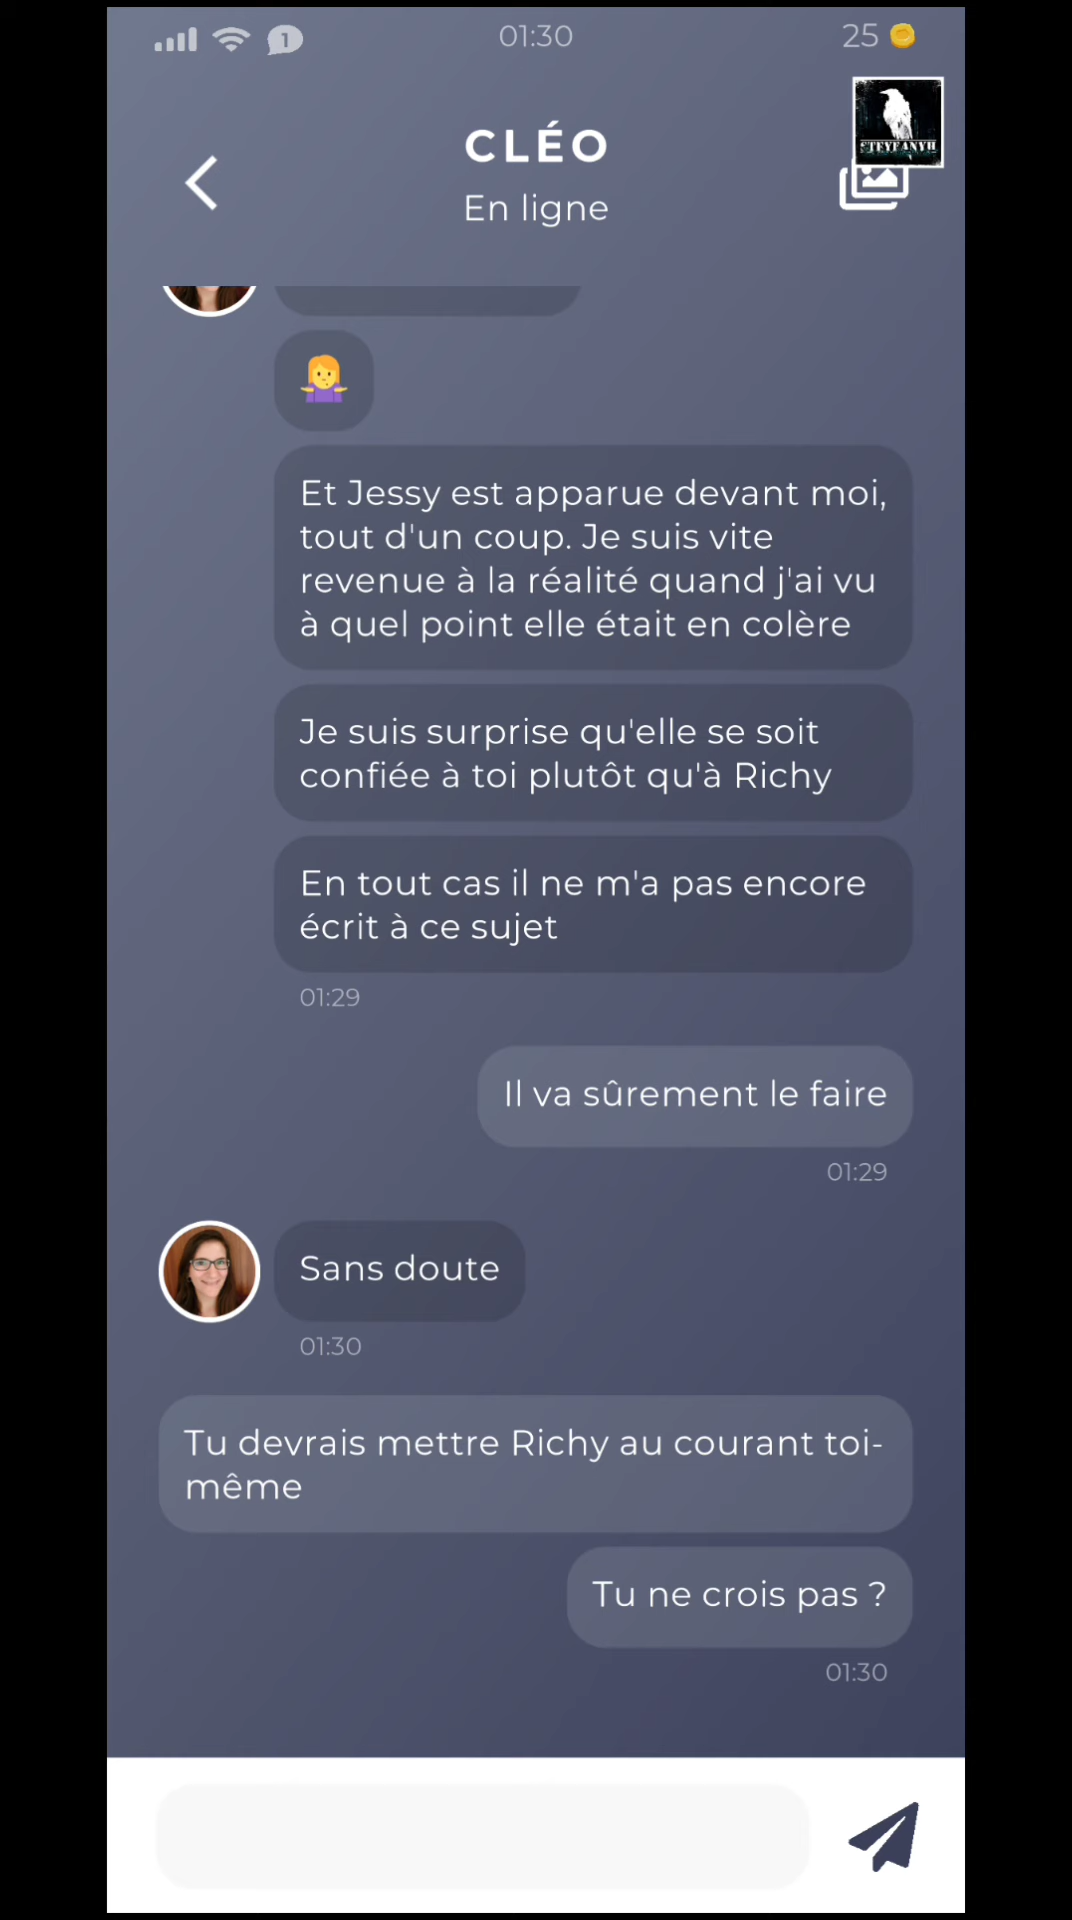 01:30
25
1
STEYFANYH
CLÉO
En ligne
Et Jessy est apparue devant moi,
tout d'un coup. Je suis vite
revenue à la réalité quand j'ai vu
à quel point elle était en colère
Je suis surprise qu'elle se soit
confiée à toi plutôt qu'à Richy
En tout cas il ne m'a pas encore
écrit à ce sujet
01:29
Il va sûrement le faire
01:29
Sans doute
01:30
Tu devrais mettre Richy au courant toi-
même
Tu ne crois pas ?
01:30